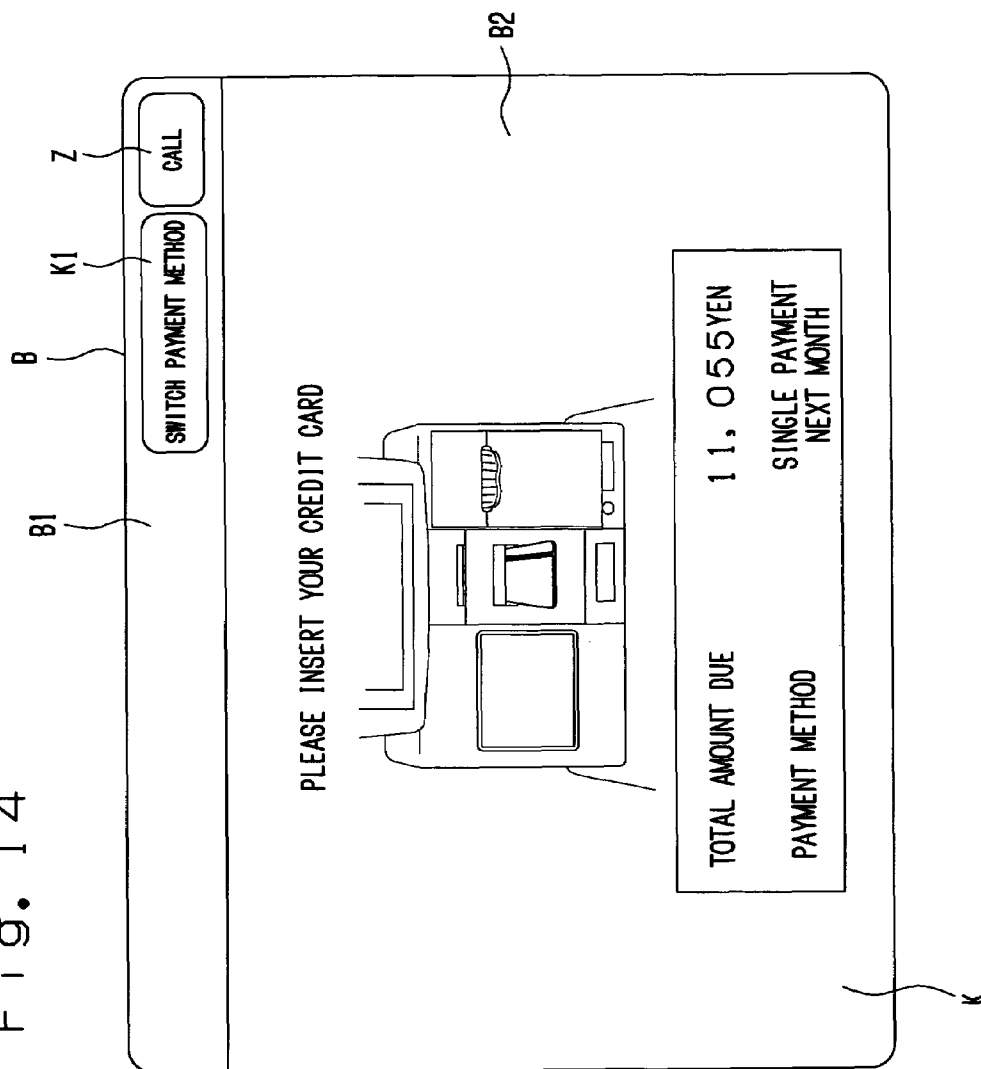 Fig. 14
B
B1
K1
Z
SWITCH PAYMENT METHOD
CALL
B2
PLEASE INSERT YOUR CREDIT CARD
TOTAL AMOUNT DUE 11,055YEN
PAYMENT METHOD SINGLE PAYMENT
NEXT MONTH
K